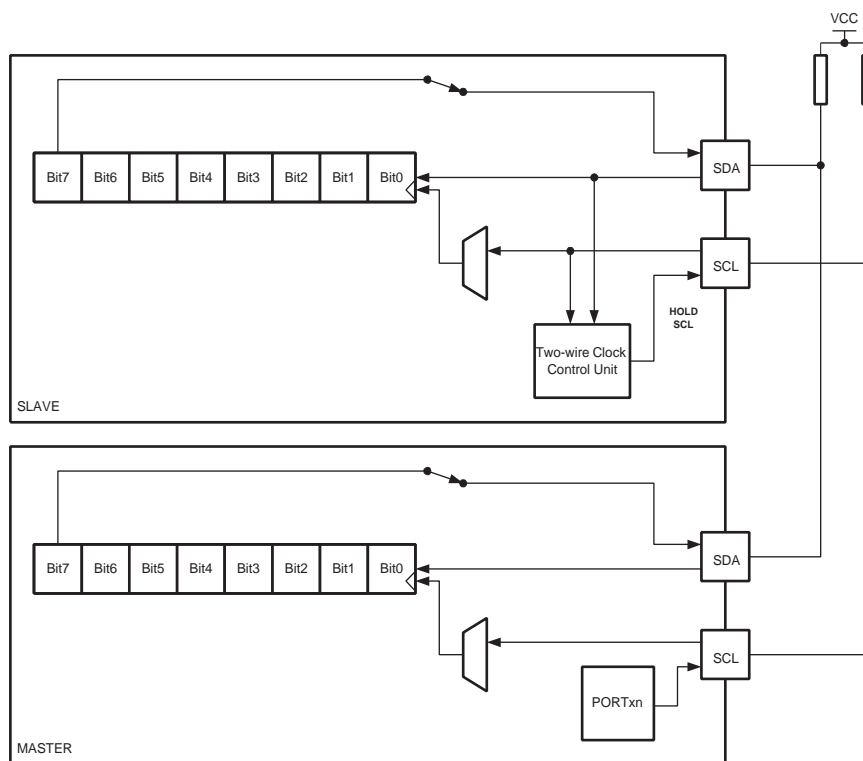 VCC
Bit7 Bit6 Bit5 Bit4 Bit3 Bit2 Bit1 Bit0
SDA
SCL
HOLD
SCL
Two-wire Clock
Control Unit
SLAVE
Bit7 Bit6 Bit5 Bit4 Bit3 Bit2 Bit1 Bit0
SDA
SCL
PORTxn
MASTER